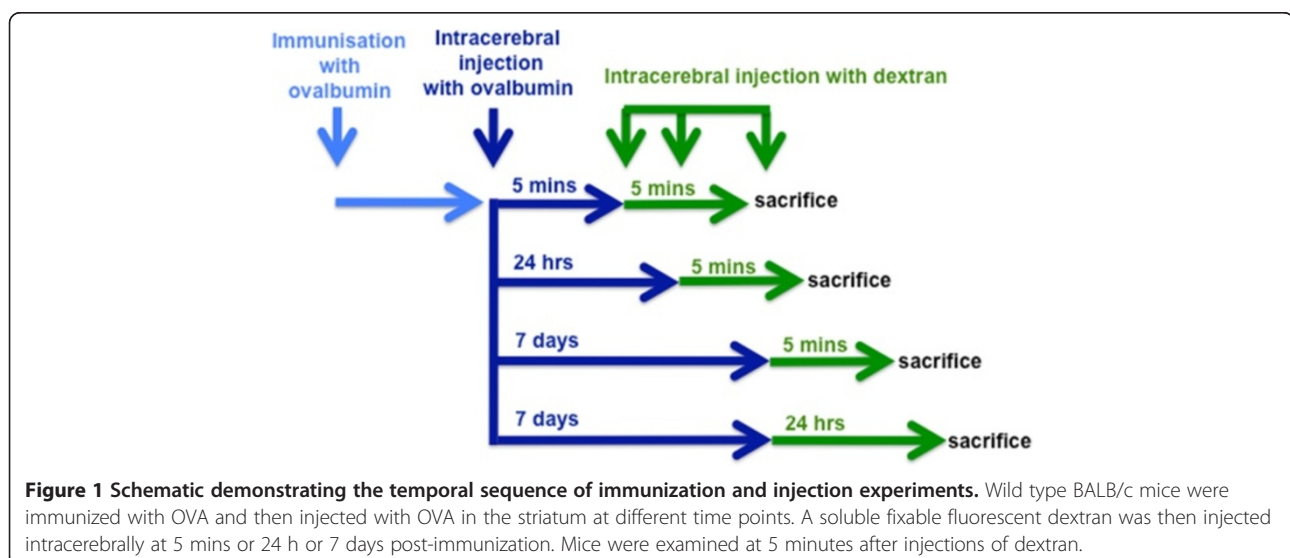 Immunisation
with
ovalbumin
Intracerebral
injection
with ovalbumin
Intracerebral injection with dextran
5 mins
5 mins
sacrifice
24 hrs
5 mins
sacrifice
7 days
5 mins
sacrifice
7 days
24 hrs
sacrifice
Figure 1 Schematic demonstrating the temporal sequence of immunization and injection experiments. Wild type BALB/c mice were
immunized with OVA and then injected with OVA in the striatum at different time points. A soluble fixable fluorescent dextran was then injected
intracerebrally at 5 mins or 24 h or 7 days post-immunization. Mice were examined at 5 minutes after injections of dextran.